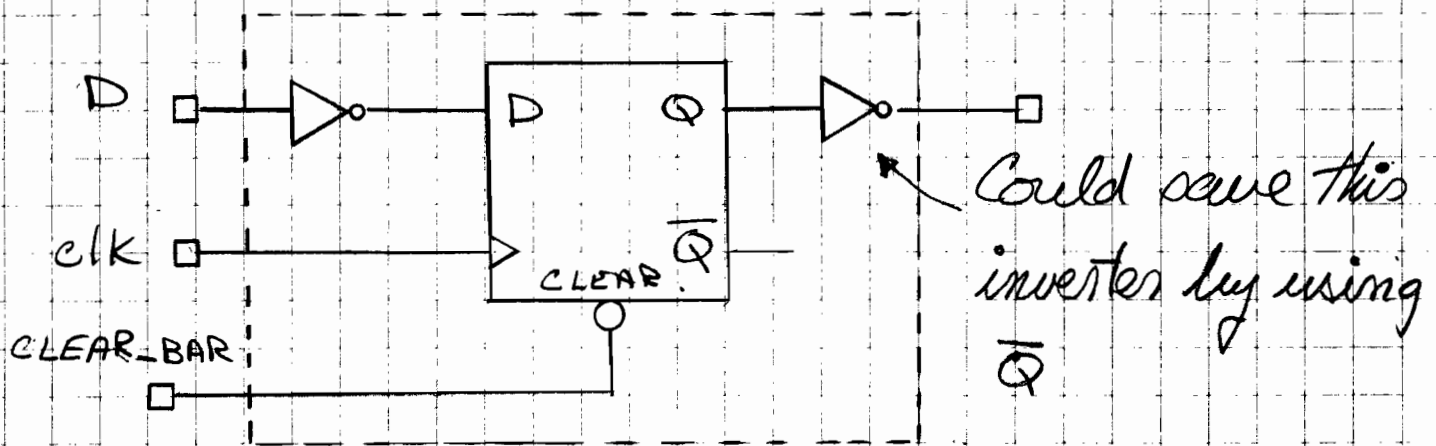 D
D
Q
clk
Q̅
CLEAR
CLEAR_BAR
Could save this
inverter by using
Q̅